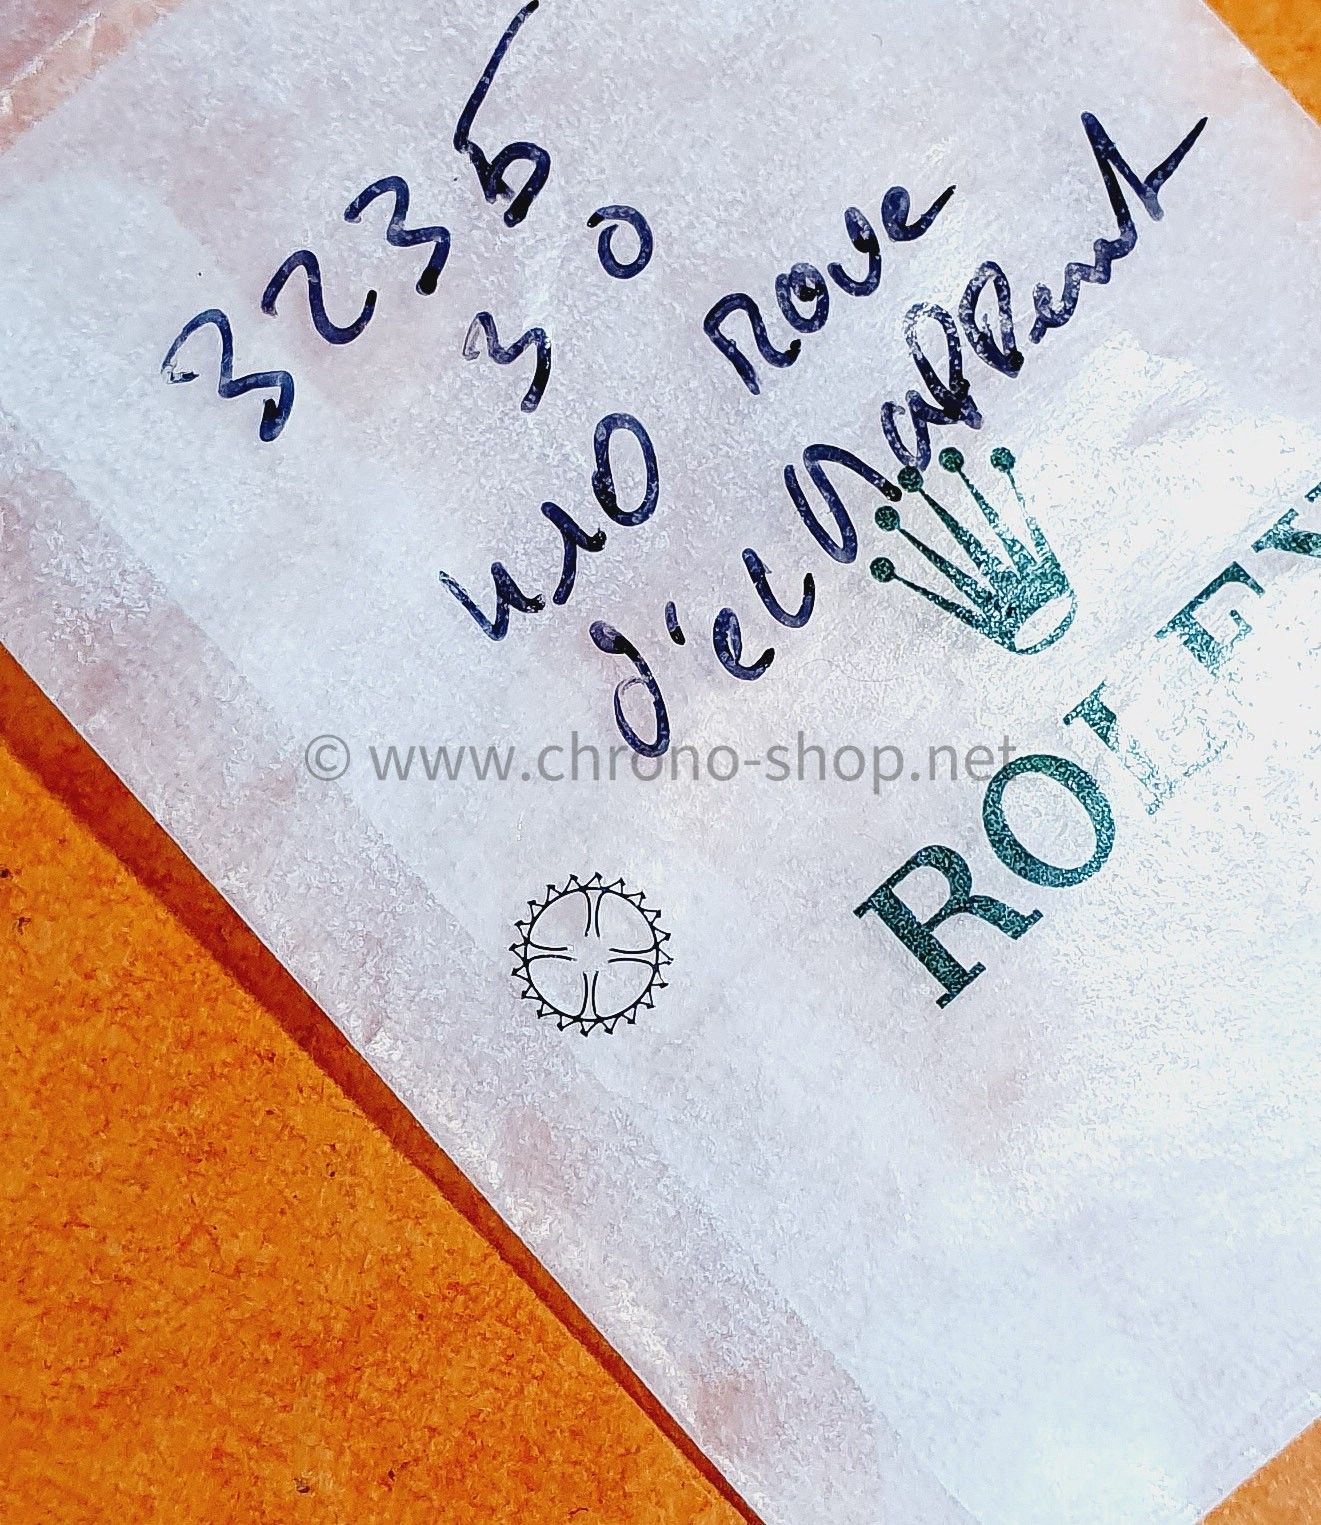 3235
30
410 Roue
d'echappement
ROLEX
© www.chrono-shop.net